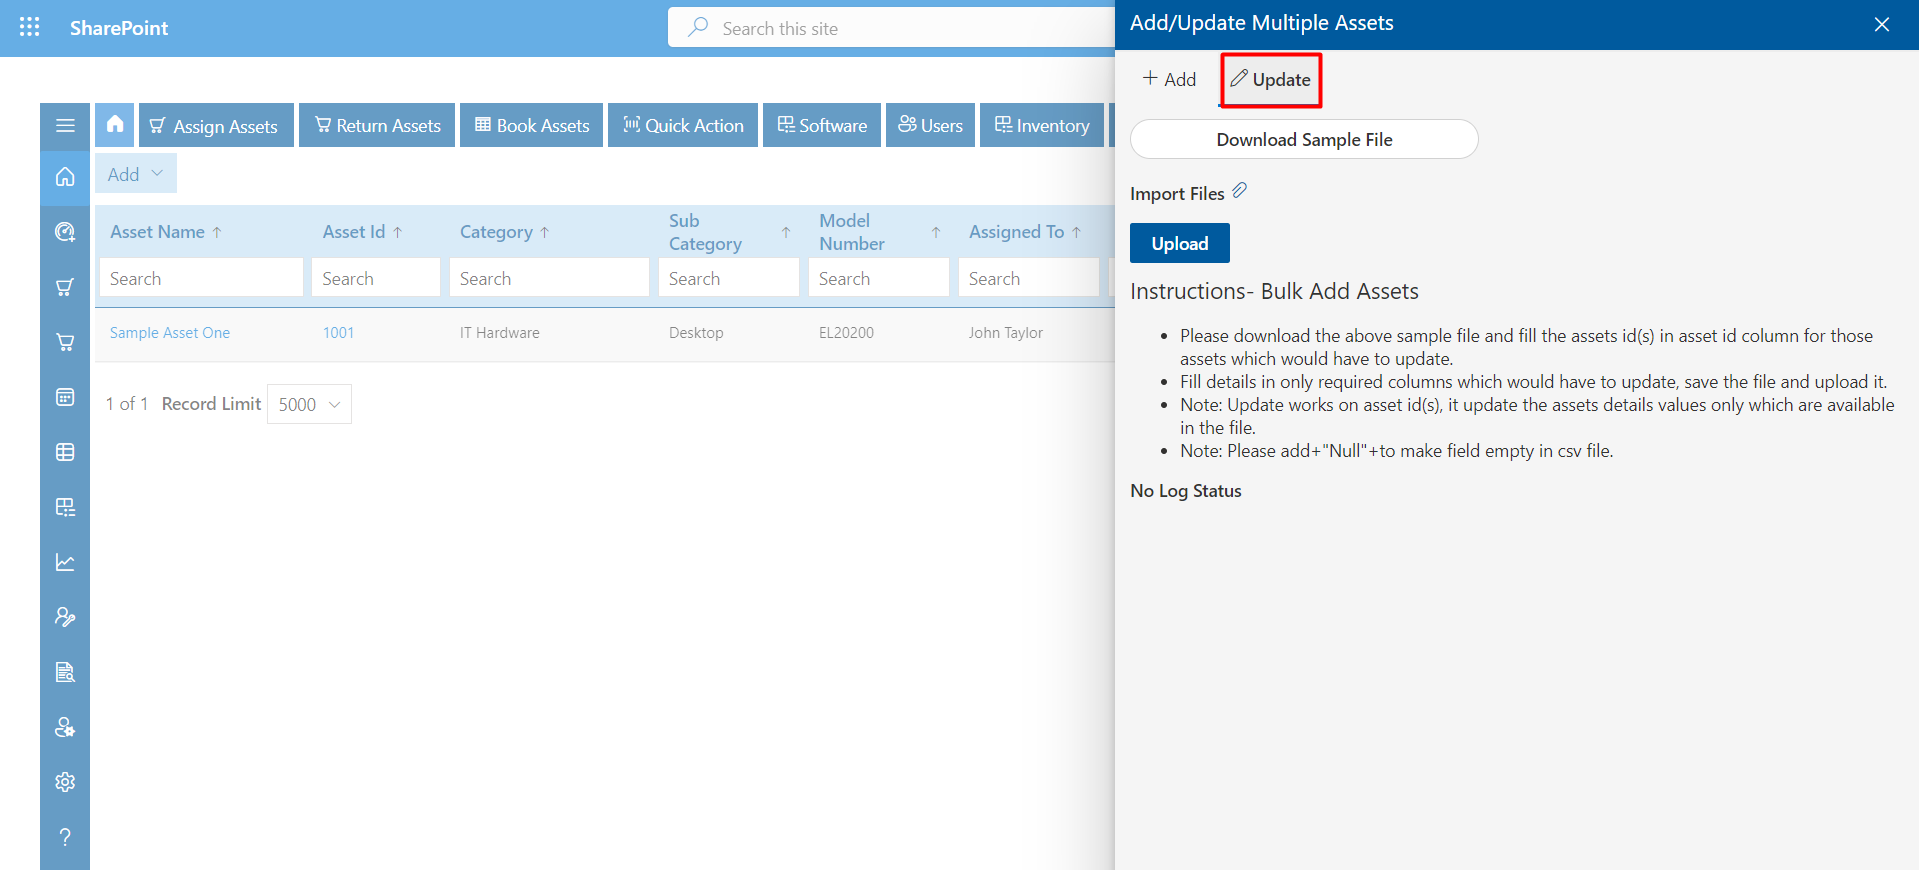 SharePoint
Search this site
Add/Update Multiple Assets
Add
Update
Download Sample File
Import Files
Upload
Instructions- Bulk Add Assets
Please download the above sample file and fill the assets id(s) in asset id column for those
assets which would have to update.
Fill details in only required columns which would have to update, save the file and upload it.
Note: Update works on asset id(s), it update the assets details values only which are available
in the file.
Note: Please add+"Null"+to make field empty in csv file.
No Log Status
Assign Assets
Return Assets
Book Assets
Quick Action
Software
Users
Inventory
Add
Asset Name
Asset Id
Category
Sub
Category
Model
Number
Assigned To
Search
Search
Search
Search
Search
Search
Sample Asset One
1001
IT Hardware
Desktop
EL20200
John Taylor
1 of 1
Record Limit
5000